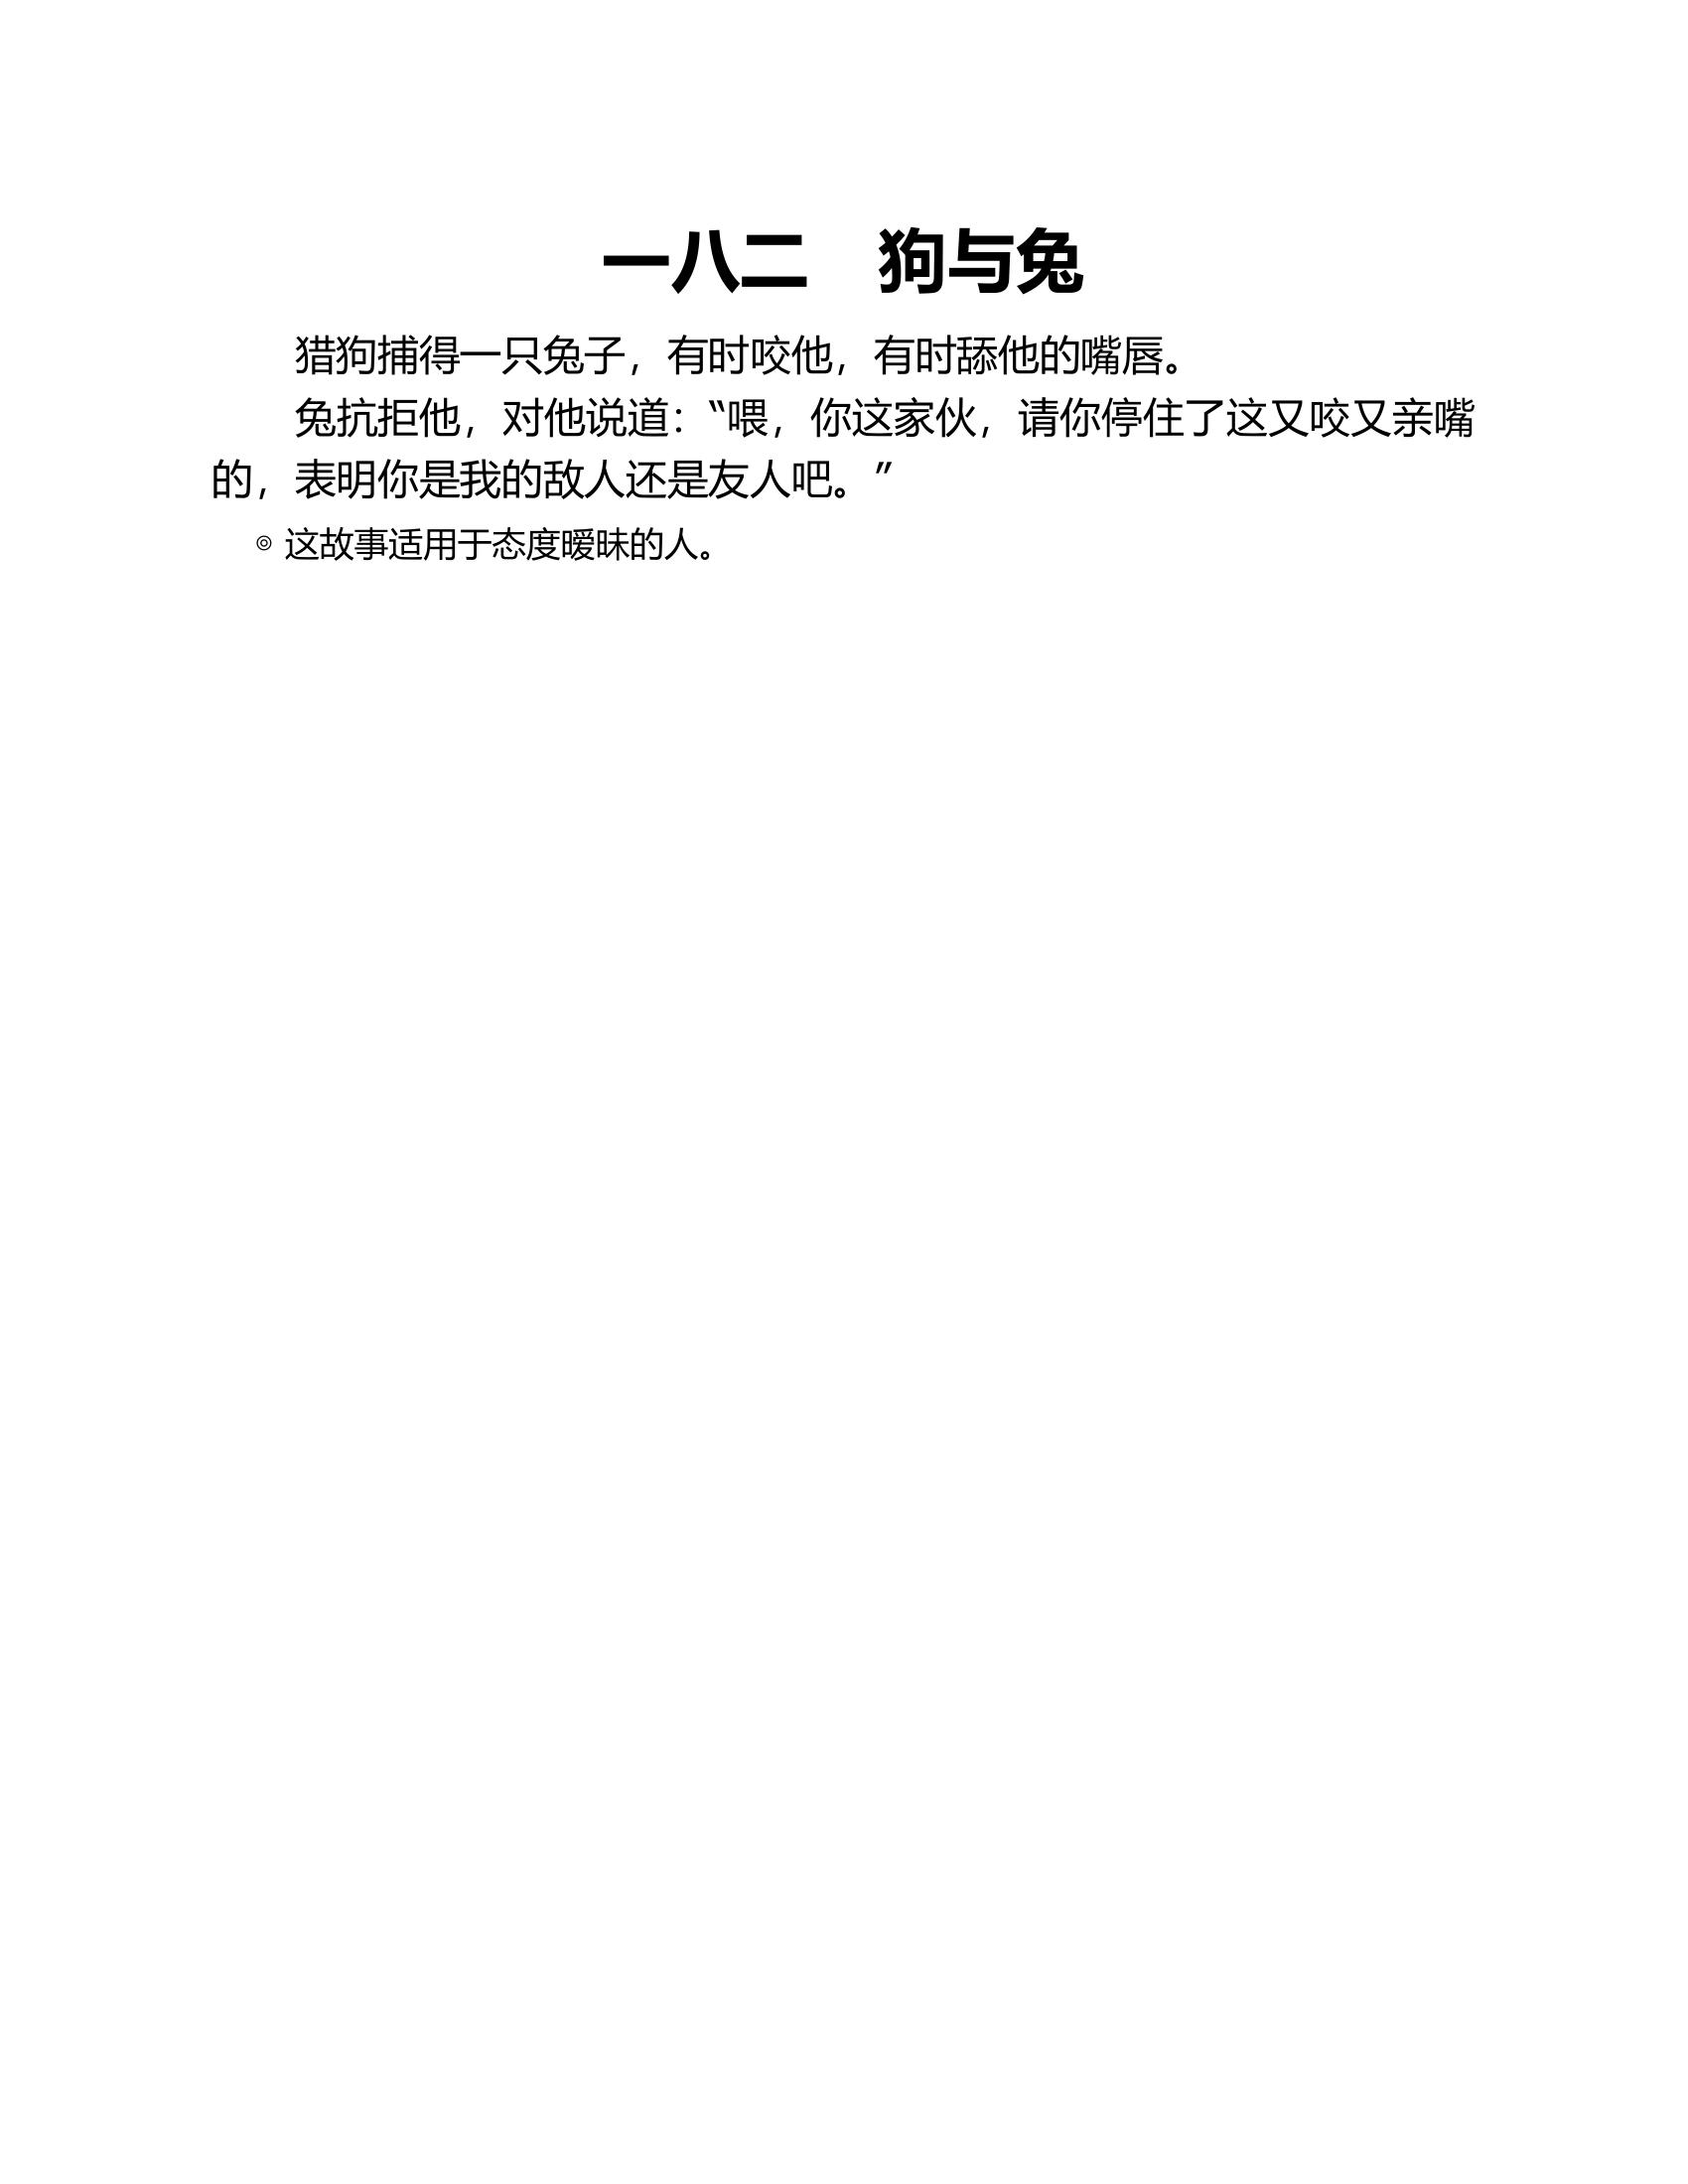 一八二　狗与兔
猎狗捕得一只兔子，有时咬他，有时舔他的嘴唇。
兔抗拒他，对他说道：“喂，你这家伙，请你停住了这又咬又亲嘴
的，表明你是我的敌人还是友人吧。”
◎ 这故事适用于态度暧昧的人。